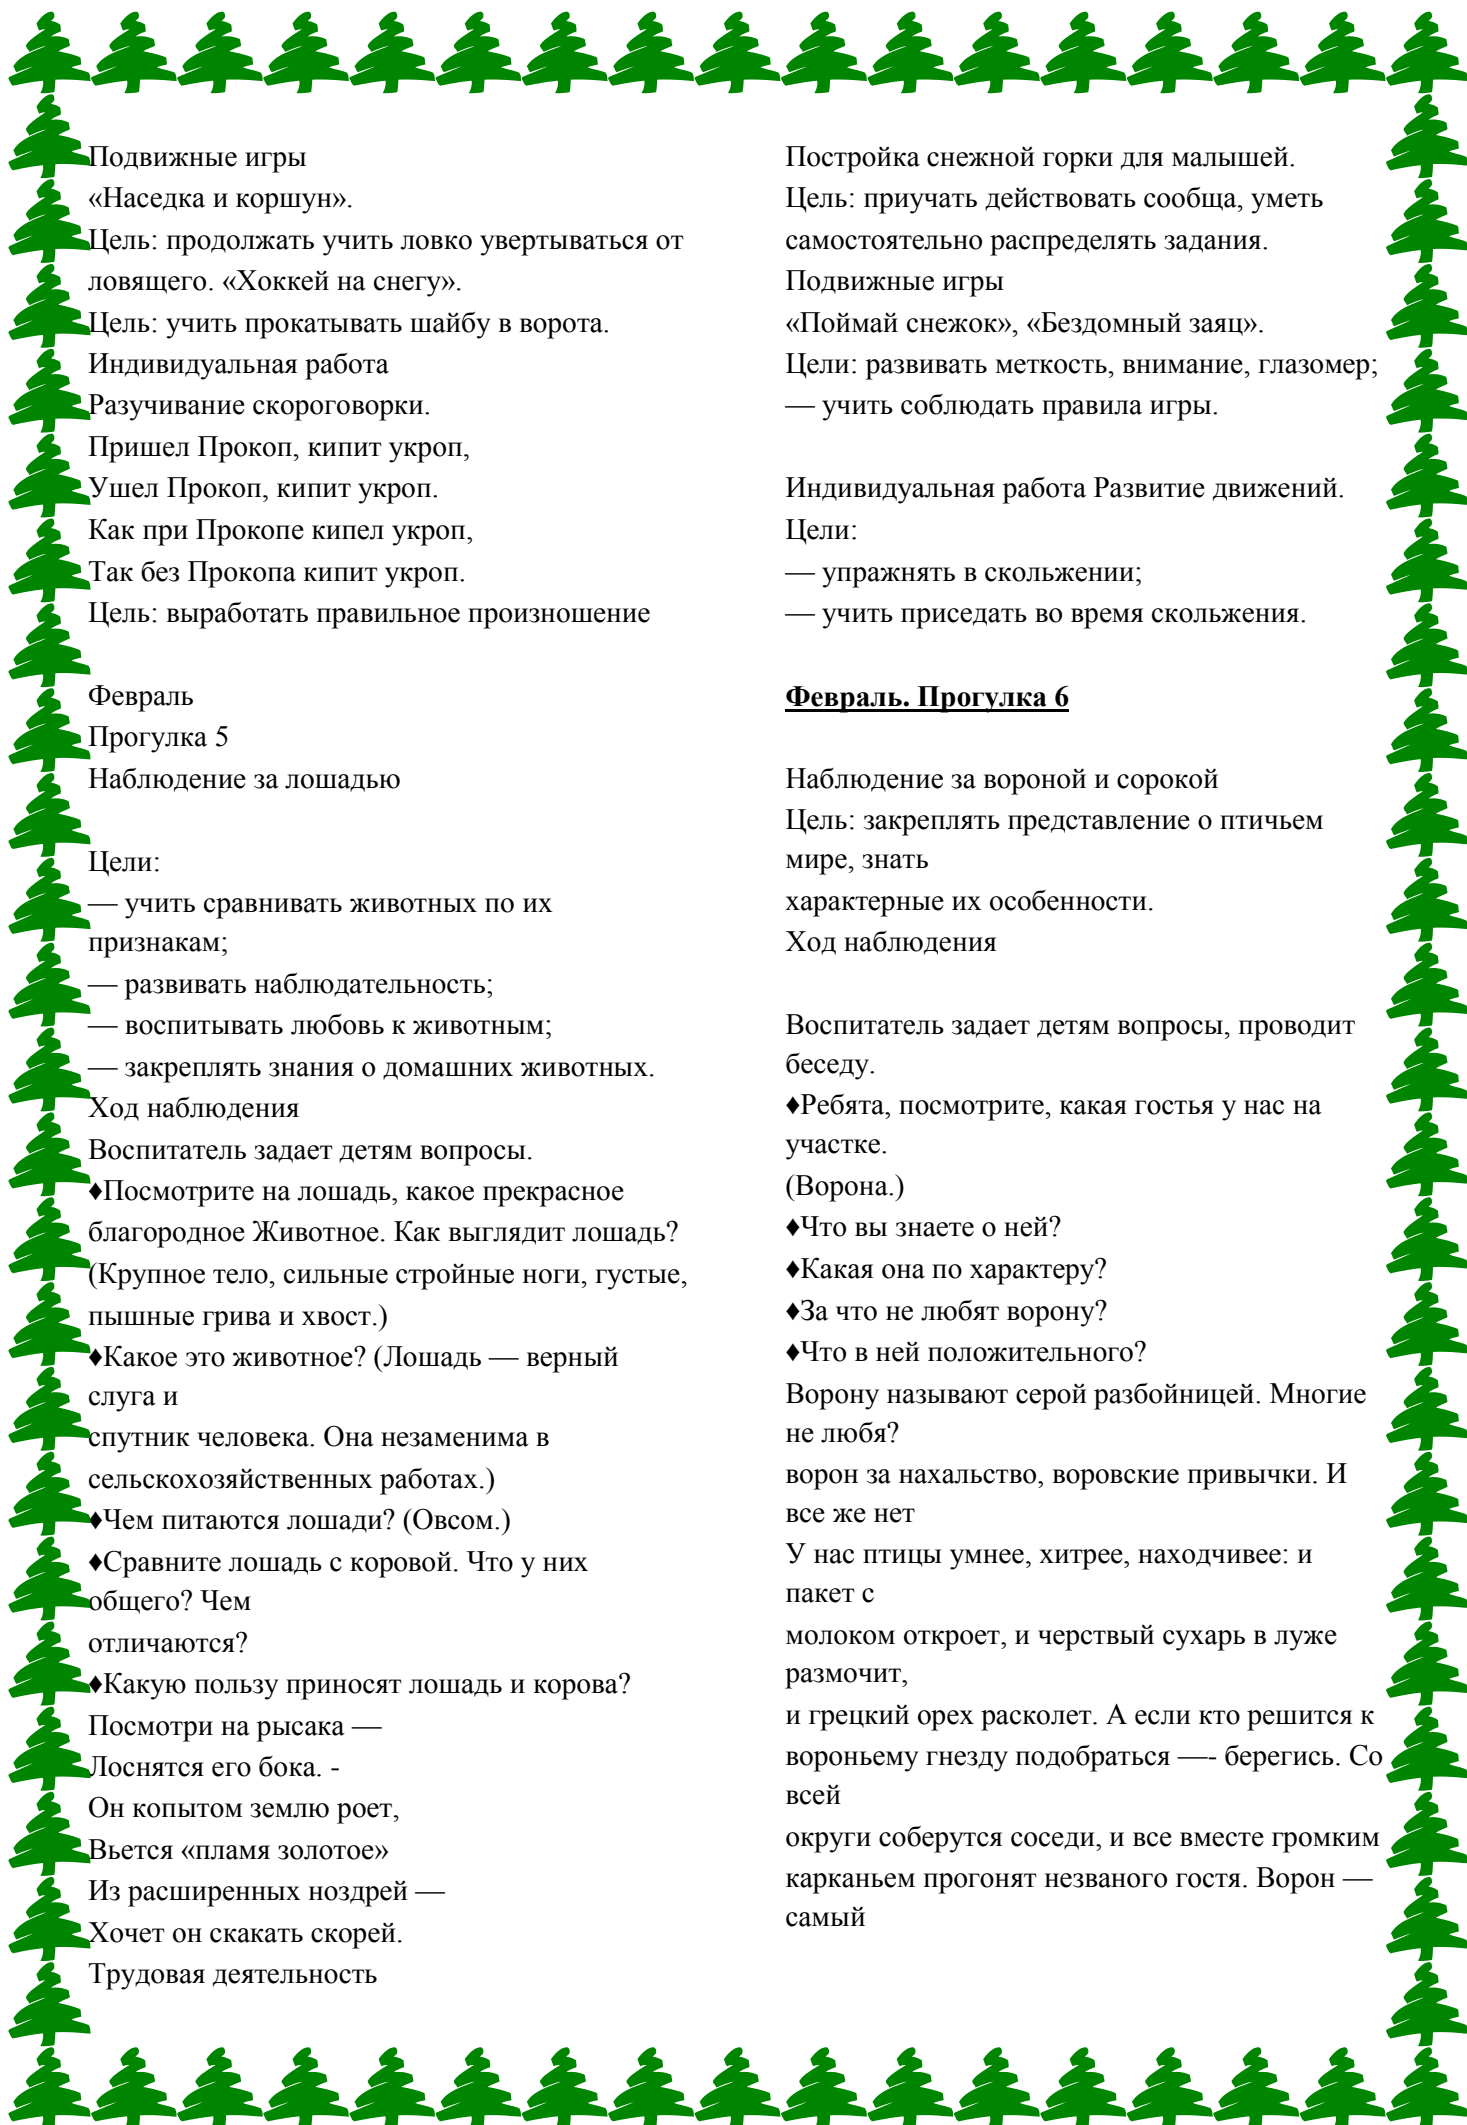 Подвижные игры
«Наседка и коршун».
Цель: продолжать учить ловко увертываться от
ловящего. «Хоккей на снегу».
Цель: учить прокатывать шайбу в ворота.
Индивидуальная работа
Разучивание скороговорки.
Пришел Прокоп, кипит укроп,
Ушел Прокоп, кипит укроп.
Как при Прокопе кипел укроп,
Так без Прокопа кипит укроп.
Цель: выработать правильное произношение
Февраль
Прогулка 5
Наблюдение за лошадью
Цели:
— учить сравнивать животных по их
признакам;
— развивать наблюдательность;
— воспитывать любовь к животным;
— закреплять знания о домашних животных.
Ход наблюдения
Воспитатель задает детям вопросы.
♦Посмотрите на лошадь, какое прекрасное
благородное Животное. Как выглядит лошадь?
(Крупное тело, сильные стройные ноги, густые,
пышные грива и хвост.)
♦Какое это животное? (Лошадь — верный
слуга и
спутник человека. Она незаменима в
сельскохозяйственных работах.)
♦Чем питаются лошади? (Овсом.)
♦Сравните лошадь с коровой. Что у них
общего? Чем
отличаются?
♦Какую пользу приносят лошадь и корова?
Посмотри на рысака —
Лоснятся его бока. -
Он копытом землю роет,
Вьется «пламя золотое»
Из расширенных ноздрей —
Хочет он скакать скорей.
Трудовая деятельность
Постройка снежной горки для малышей.
Цель: приучать действовать сообща, уметь
самостоятельно распределять задания.
Подвижные игры
«Поймай снежок», «Бездомный заяц».
Цели: развивать меткость, внимание, глазомер;
— учить соблюдать правила игры.
Индивидуальная работа Развитие движений.
Цели:
— упражнять в скольжении;
— учить приседать во время скольжения.
Февраль. Прогулка 6
Наблюдение за вороной и сорокой
Цель: закреплять представление о птичьем
мире, знать
характерные их особенности.
Ход наблюдения
Воспитатель задает детям вопросы, проводит
беседу.
♦Ребята, посмотрите, какая гостья у нас на
участке.
(Ворона.)
♦Что вы знаете о ней?
♦Какая она по характеру?
♦За что не любят ворону?
♦Что в ней положительного?
Ворону называют серой разбойницей. Многие
не любя?
ворон за нахальство, воровские привычки. И
все же нет
У нас птицы умнее, хитрее, находчивее: и
пакет с
молоком откроет, и черствый сухарь в луже
размочит,
и грецкий орех расколет. А если кто решится к
вороньему гнезду подобраться —- берегись. Со
всей
округи соберутся соседи, и все вместе громким
карканьем прогонят незваного гостя. Ворон —
самый